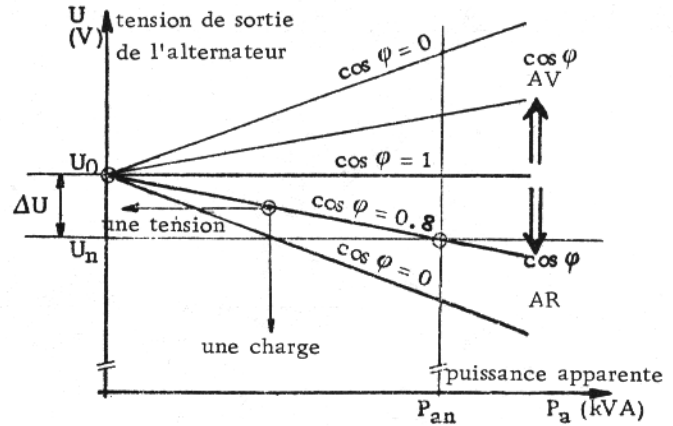 U tension de sortie
(V) de l'alternateur
cos φ = 0
cos φ
AV
U0
cos φ = 1
ΔU
cos φ = 0.8
une tension
Un
cos φ = 0
cos φ
AR
une charge
puissance apparente
Pan Pa (kVA)